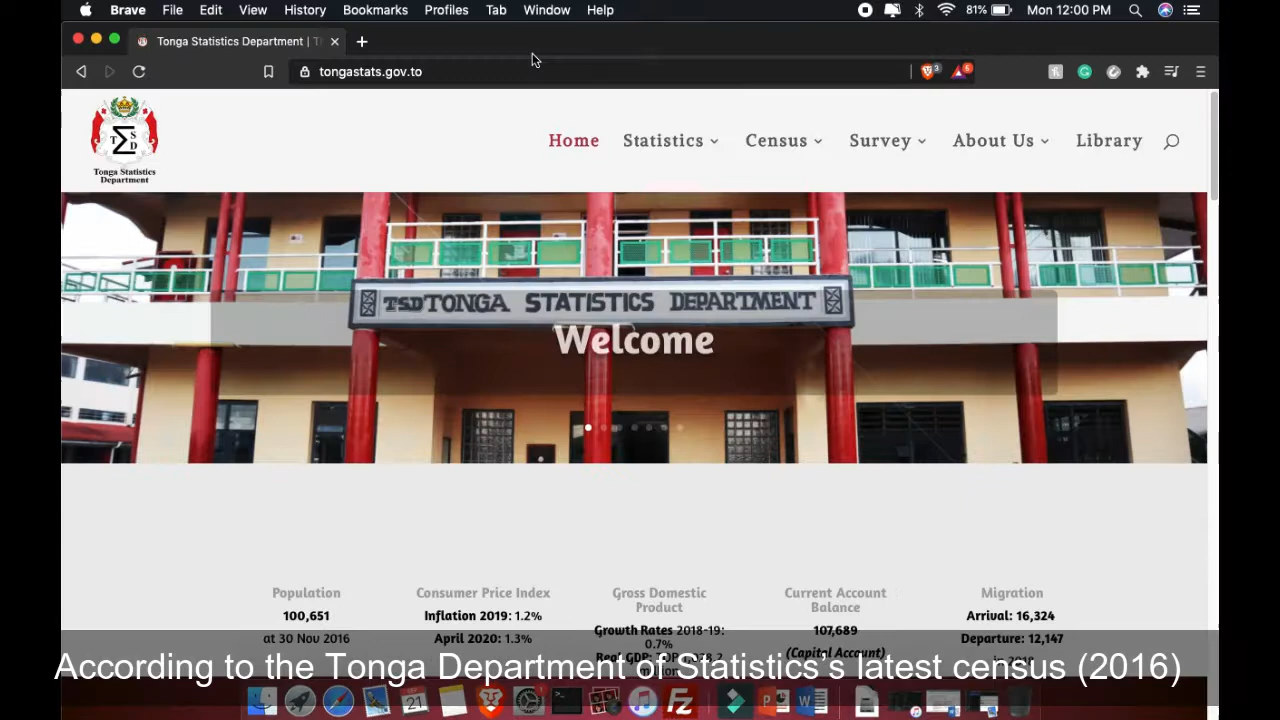 Brave File Edit View History Bookmarks Profiles Tab Window Help 81% Mon 12:00 PM
Tonga Statistics Department |
tongastats.gov.to 3 5
T S D
Tonga Statistics
Department
Home Statistics Census Survey About Us Library
TSD TONGA STATISTICS DEPARTMENT
Welcome
Population
100,651
at 30 Nov 2016
Consumer Price Index
Inflation 2019: 1.2%
April 2020: 1.3%
Gross Domestic
Product
Growth Rates 2018-19:
0.7%
Current Account
Balance
107,689
(Capital Account)
Migration
Arrival: 16,324
Departure: 12,147
According to the Tonga Department of Statistics's latest census (2016)